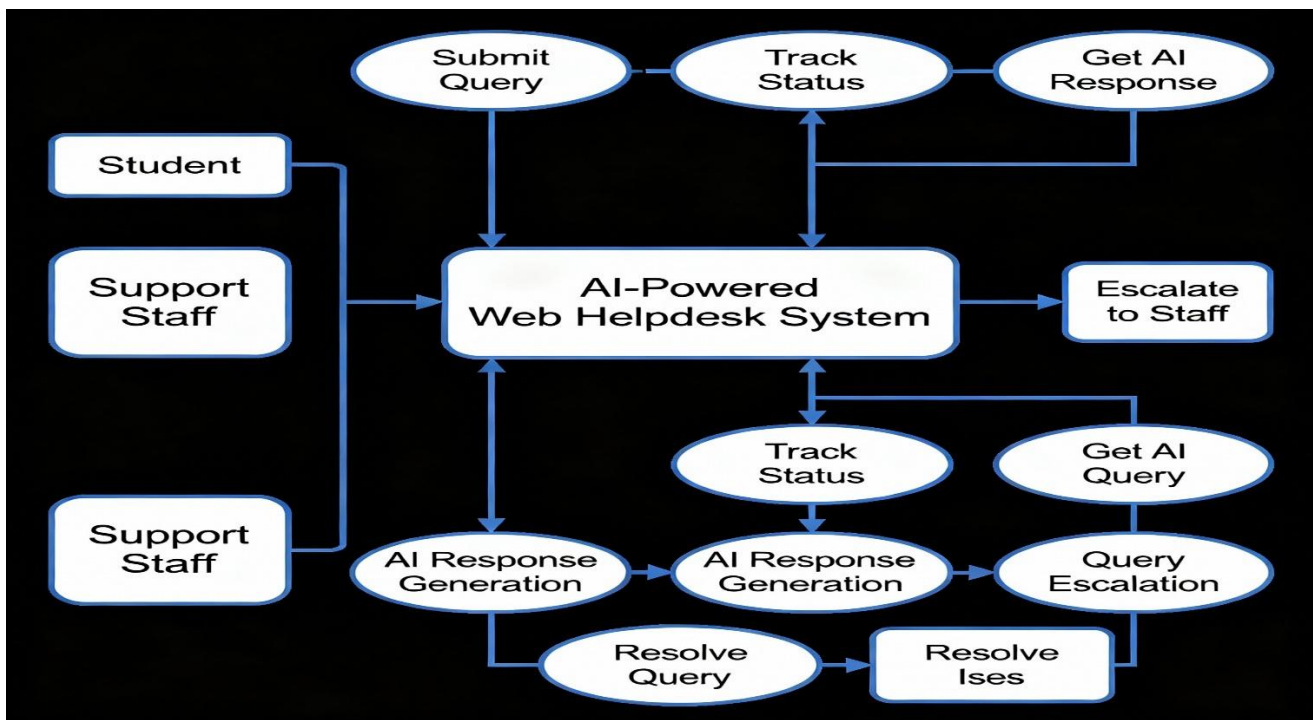 Submit
Query
Track
Status
Get AI
Response
Student
Support
Staff
AI-Powered
Web Helpdesk System
Escalate
to Staff
Track
Status
Get AI
Query
Support
Staff
AI Response
Generation
AI Response
Generation
Query
Escalation
Resolve
Query
Resolve
Ises